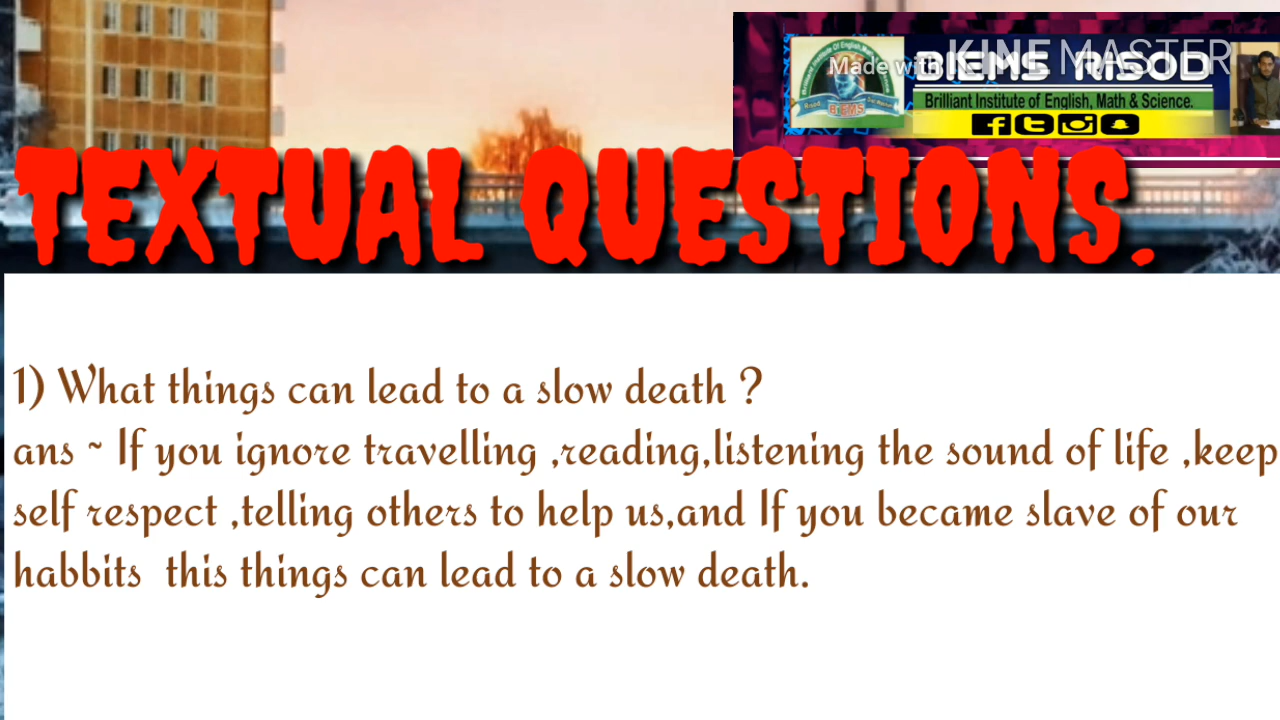 Made with KINEMASTER
BIEMS RISOD
Brilliant Institute of English, Math & Science.
BIEMS
TEXTUAL QUESTIONS.
1) What things can lead to a slow death ?
ans ~ If you ignore travelling ,reading,listening the sound of life ,keep
self respect ,telling others to help us,and If you became slave of our
habbits this things can lead to a slow death.